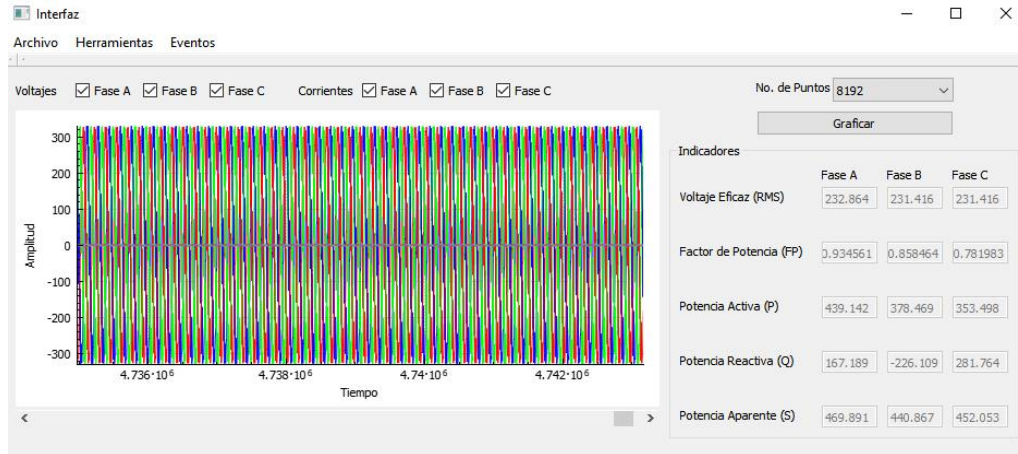 Interfaz
Archivo Herramientas Eventos
Voltajes Fase A Fase B Fase C Corrientes Fase A Fase B Fase C
No. de Puntos 8192
Graficar
300
200
100
0
-100
-200
-300
Amplitud
4.736·10⁶ 4.738·10⁶ 4.74·10⁶ 4.742·10⁶
Tiempo
Indicadores
Fase A Fase B Fase C
Voltaje Eficaz (RMS) 232.864 231.416 231.416
Factor de Potencia (FP) 0.934561 0.858464 0.781983
Potencia Activa (P) 439.142 378.469 353.498
Potencia Reactiva (Q) 167.189 -226.109 281.764
Potencia Aparente (S) 469.891 440.867 452.053